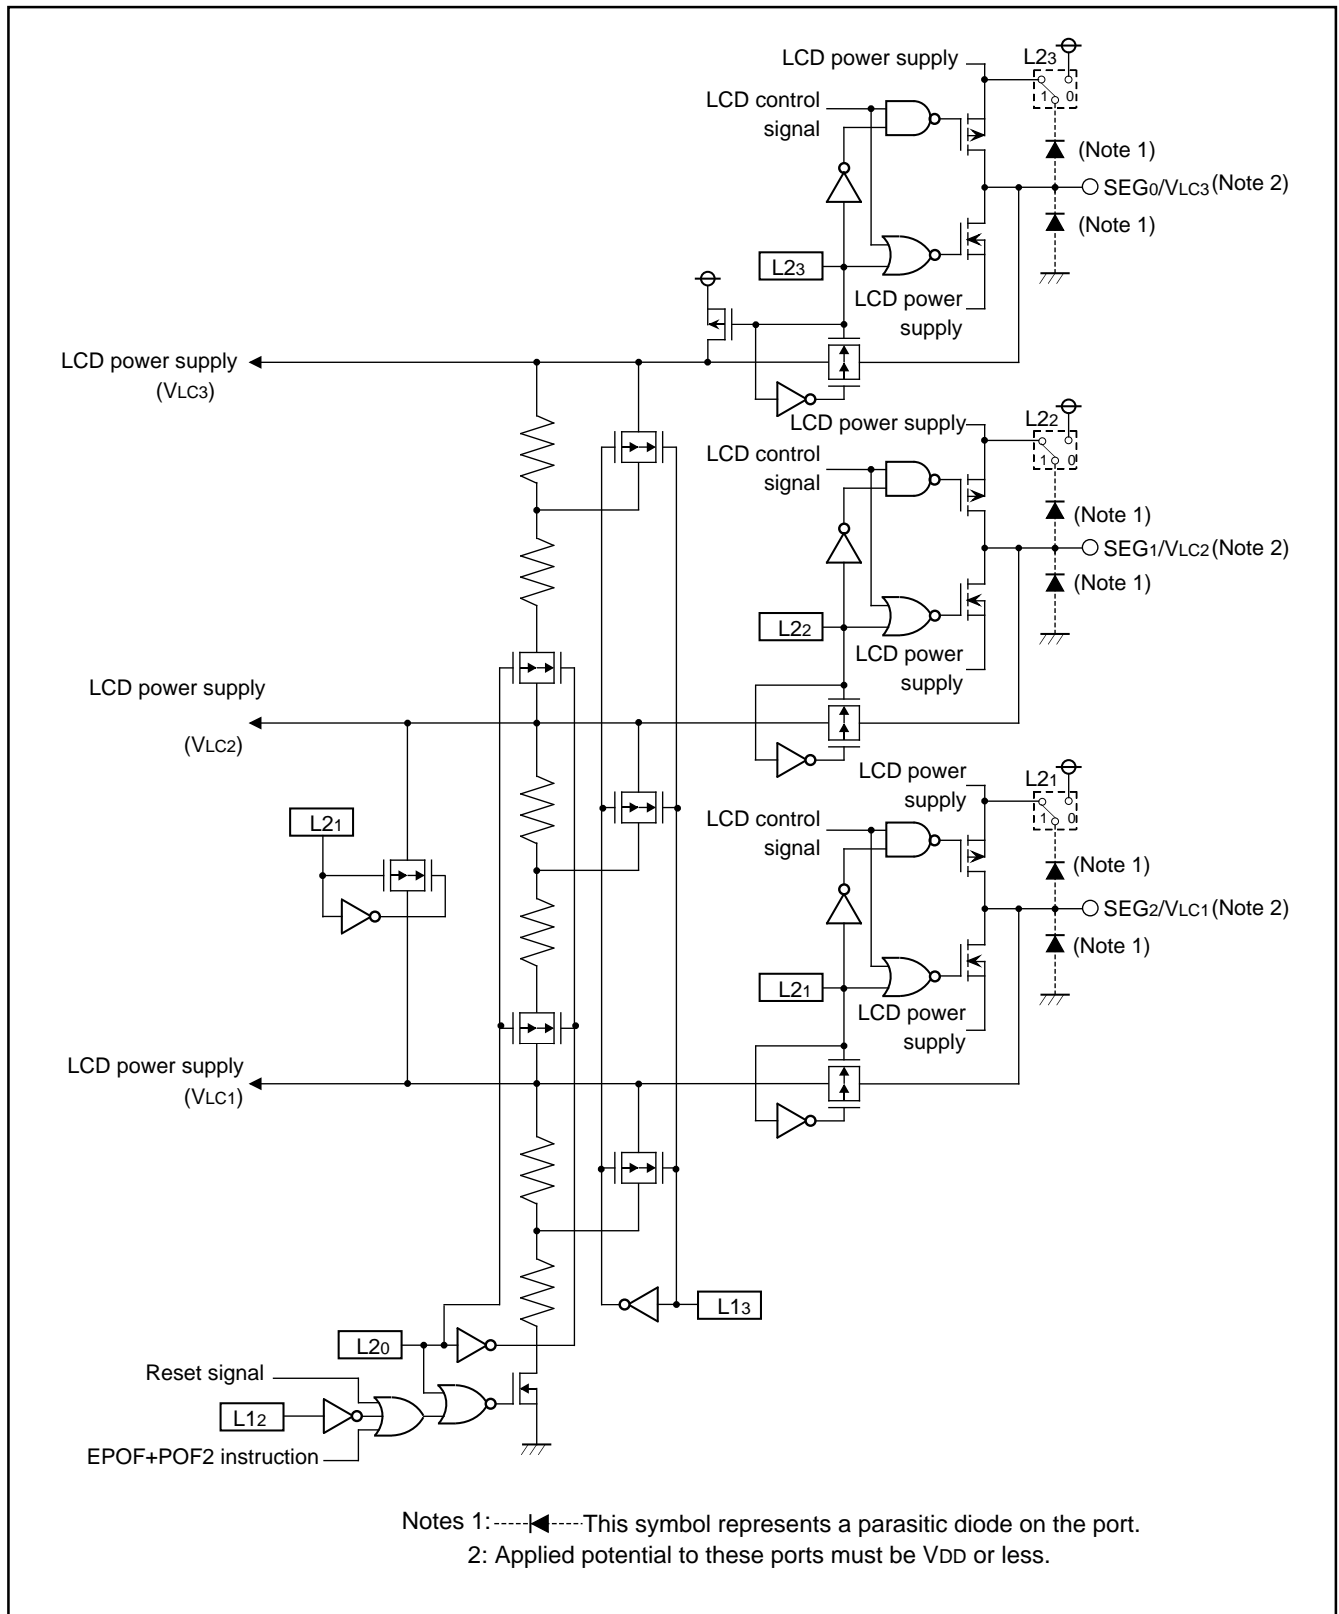 LCD power supply
L23
LCD control
signal
1
0
(Note 1)
SEG0/VLC3 (Note 2)
(Note 1)
L23
LCD power
supply
LCD power supply
(VLC3)
LCD power supply
L22
LCD control
signal
1
0
(Note 1)
SEG1/VLC2 (Note 2)
(Note 1)
L22
LCD power
supply
LCD power supply
(VLC2)
LCD power
supply
L21
L21
LCD control
signal
1
0
(Note 1)
SEG2/VLC1 (Note 2)
(Note 1)
L21
LCD power
supply
LCD power supply
(VLC1)
L13
L20
Reset signal
L12
EPOF+POF2 instruction
Notes 1: This symbol represents a parasitic diode on the port.
2: Applied potential to these ports must be VDD or less.